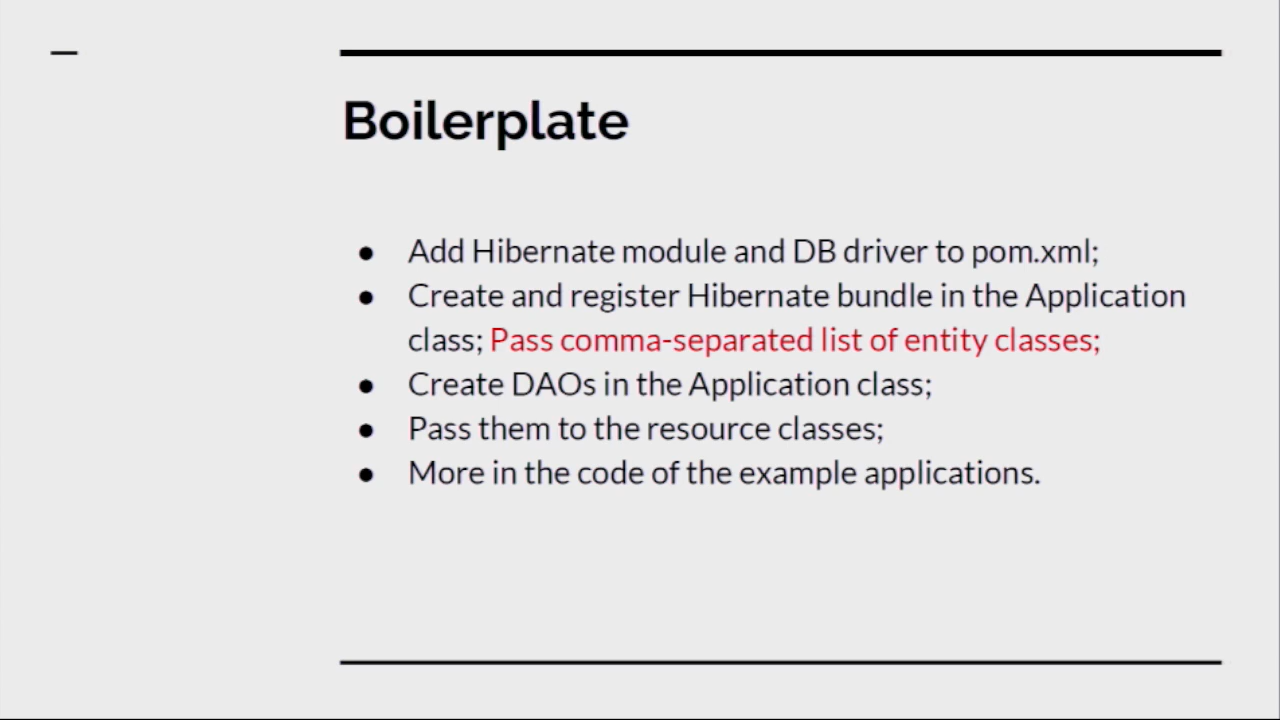 Boilerplate
● Add Hibernate module and DB driver to pom.xml;
● Create and register Hibernate bundle in the Application
class; Pass comma-separated list of entity classes;
● Create DAOs in the Application class;
● Pass them to the resource classes;
● More in the code of the example applications.